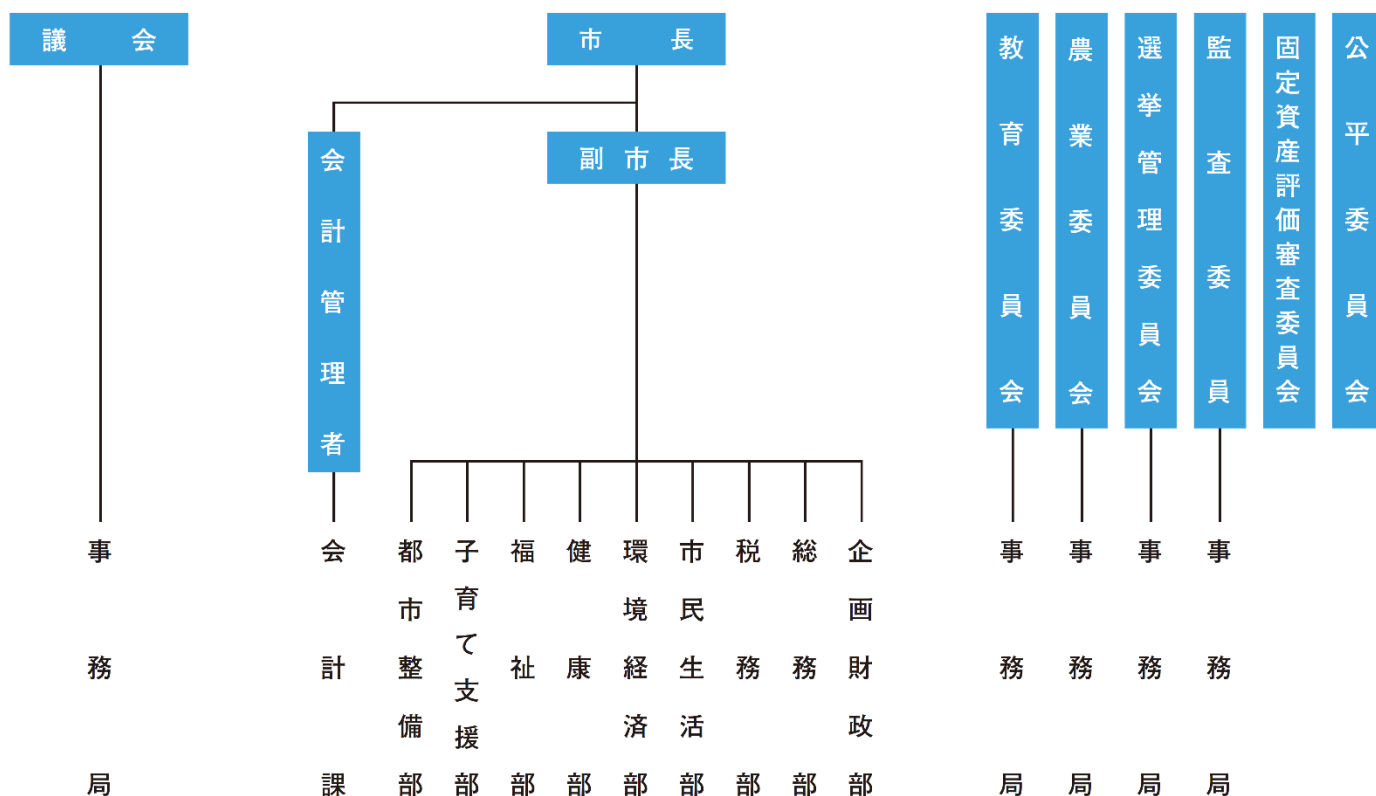 議会
市長
副市長
会計管理者
公平委員会
固定資産評価審査委員会
監査委員
選挙管理委員会
農業委員会
教育委員会
事務局
事務局
事務局
事務局
企画財政部
総務部
税務部
市民生活部
環境経済部
健康部
福祉部
子育て支援部
都市整備部
会計課
事務局